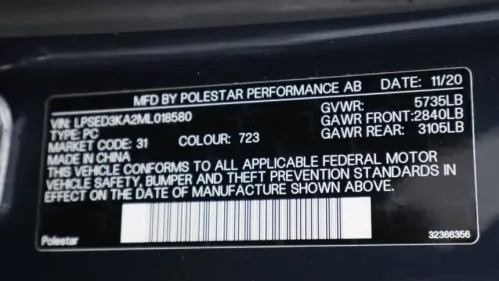 MFD BY POLESTAR PERFORMANCE AB DATE: 11/20
VIN: LPSED3KA2ML018580 GVWR: 5735LB
TYPE: PC GAWR FRONT:2840LB
MARKET CODE: 31 COLOUR: 723 GAWR REAR: 3105LB
MADE IN CHINA
THIS VEHICLE CONFORMS TO ALL APPLICABLE FEDERAL MOTOR
VEHICLE SAFETY, BUMPER AND THEFT PREVENTION STANDARDS IN
EFFECT ON THE DATE OF MANUFACTURE SHOWN ABOVE.
Polestar 32366356